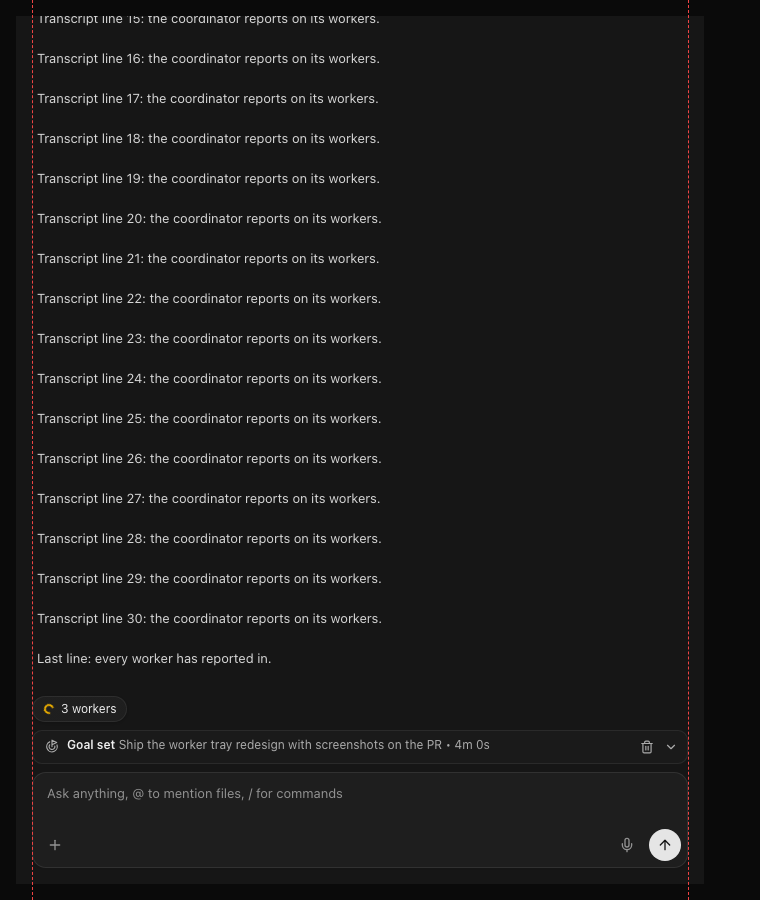 Transcript line 15: the coordinator reports on its workers.
Transcript line 16: the coordinator reports on its workers.
Transcript line 17: the coordinator reports on its workers.
Transcript line 18: the coordinator reports on its workers.
Transcript line 19: the coordinator reports on its workers.
Transcript line 20: the coordinator reports on its workers.
Transcript line 21: the coordinator reports on its workers.
Transcript line 22: the coordinator reports on its workers.
Transcript line 23: the coordinator reports on its workers.
Transcript line 24: the coordinator reports on its workers.
Transcript line 25: the coordinator reports on its workers.
Transcript line 26: the coordinator reports on its workers.
Transcript line 27: the coordinator reports on its workers.
Transcript line 28: the coordinator reports on its workers.
Transcript line 29: the coordinator reports on its workers.
Transcript line 30: the coordinator reports on its workers.
Last line: every worker has reported in.
3 workers
Goal set Ship the worker tray redesign with screenshots on the PR • 4m 0s
Ask anything, @ to mention files, / for commands